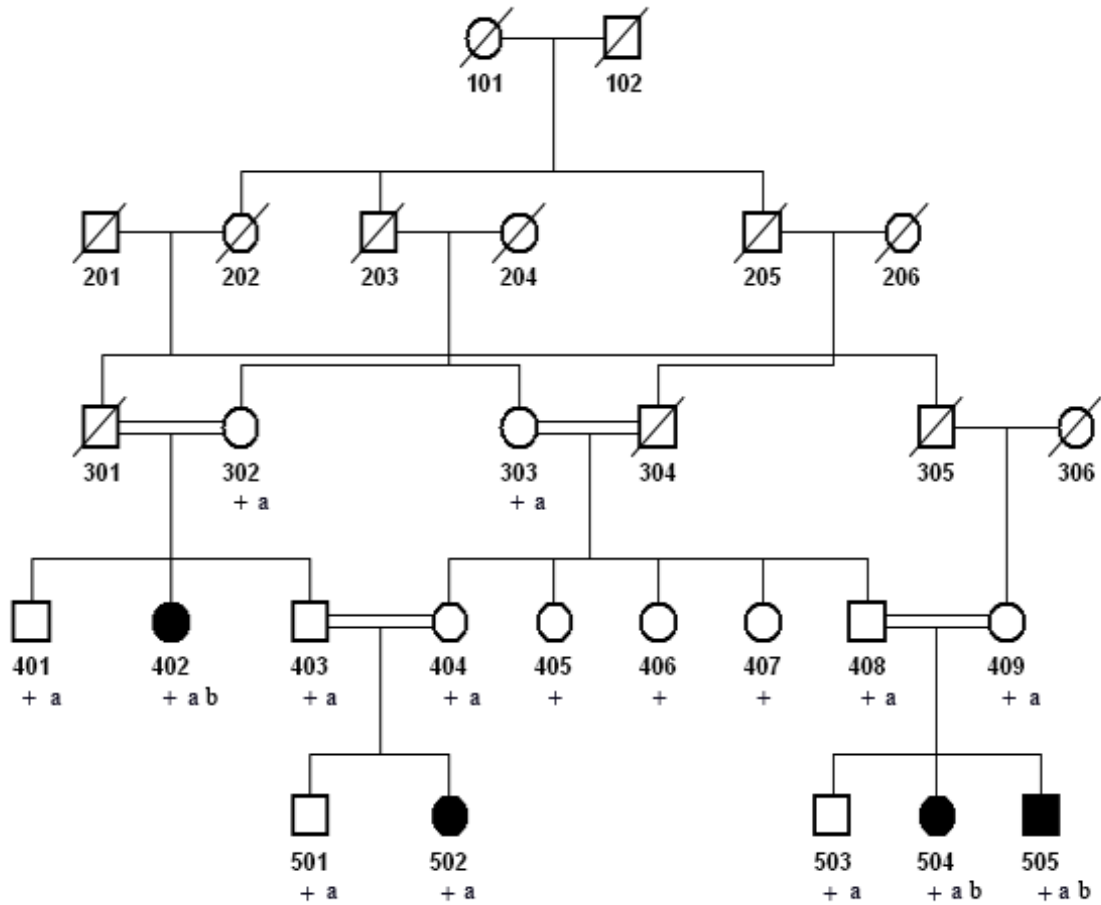 101 102
201 202 203 204 205 206
301 302 303 304 305 306
+ a + a
401 402 403 404 405 406 407 408 409
+ a + a b + a + a + + + + a + a
501 502 503 504 505
+ a + a + a + a b + a b